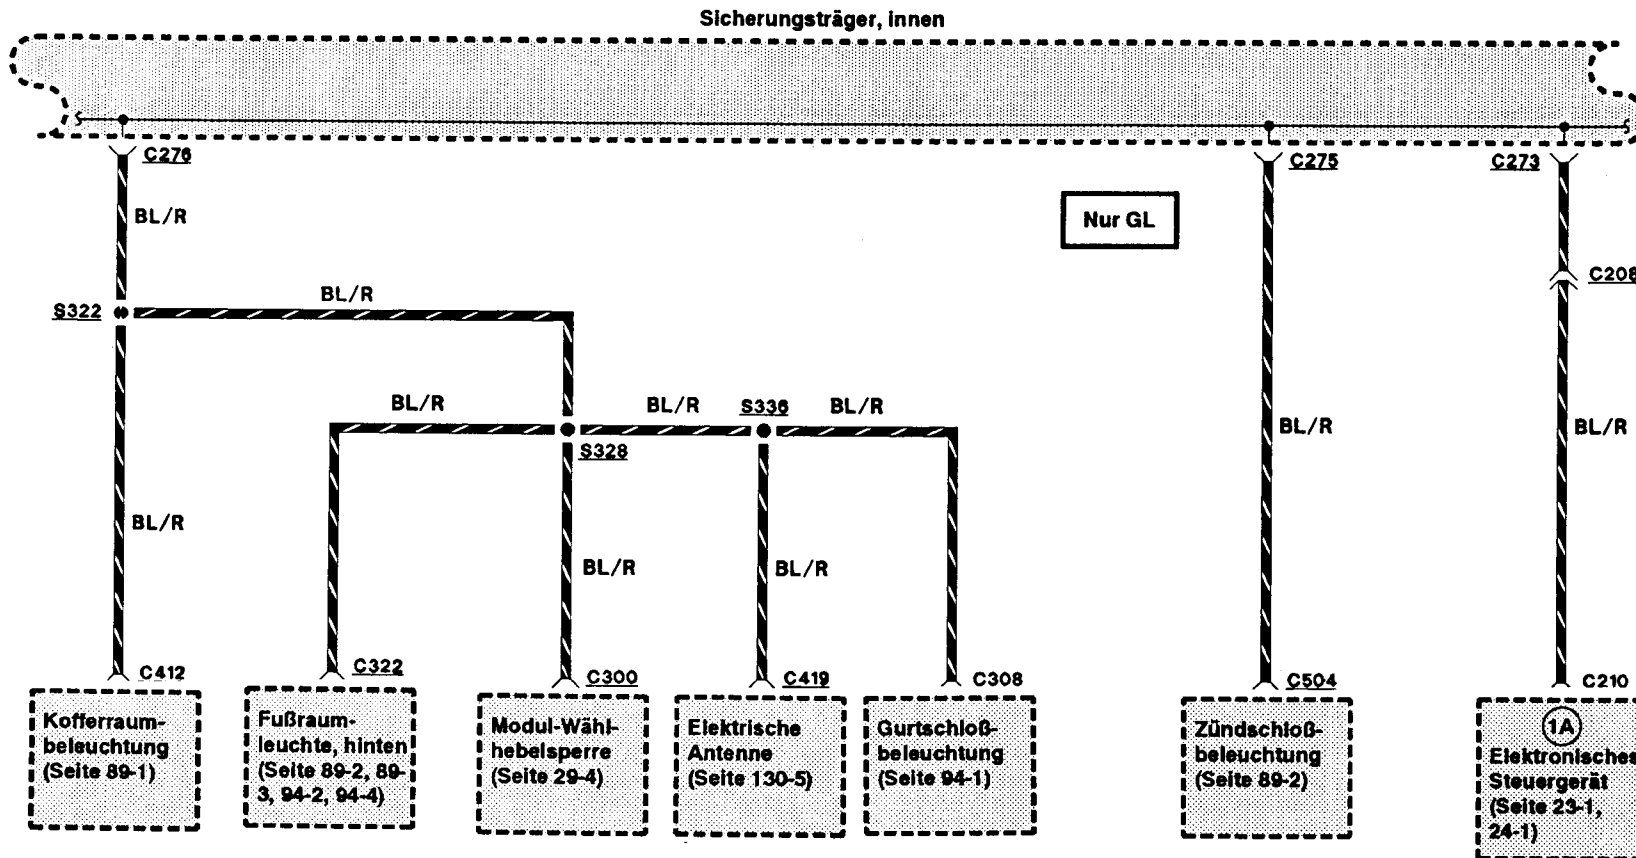 Sicherungsträger, innen
C276
C275
C273
BL/R
Nur GL
C208
S322
BL/R
BL/R
BL/R
S336
BL/R
S328
BL/R
BL/R
BL/R
BL/R
BL/R
C412
C322
C300
C419
C308
C504
C210
Kofferraum-
beleuchtung
(Seite 89-1)
Fußraum-
leuchte, hinten
(Seite 89-2, 89-
3, 94-2, 94-4)
Modul-Wähl-
hebelsperre
(Seite 29-4)
Elektrische
Antenne
(Seite 130-5)
Gurtschloß-
beleuchtung
(Seite 94-1)
Zündschloß-
beleuchtung
(Seite 89-2)
1A
Elektronisches
Steuergerät
(Seite 23-1,
24-1)